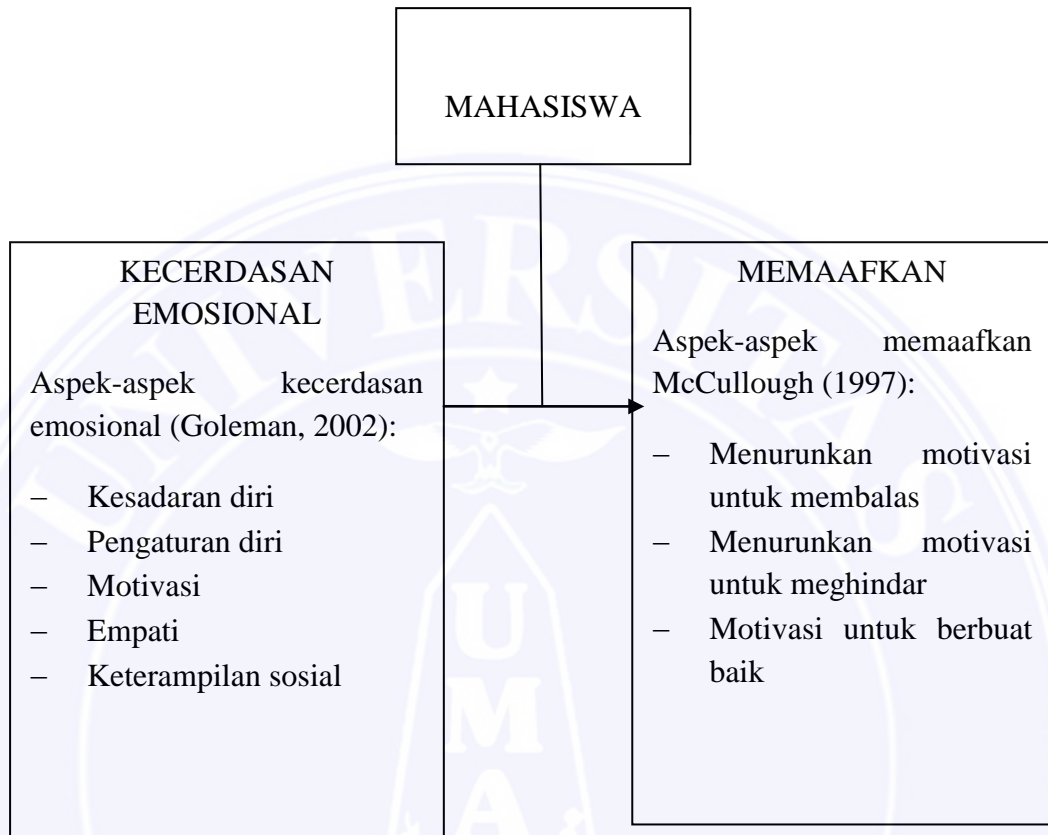 MAHASISWA
KECERDASAN
EMOSIONAL
Aspek-aspek kecerdasan
emosional (Goleman, 2002):
– Kesadaran diri
– Pengaturan diri
– Motivasi
– Empati
– Keterampilan sosial
MEMAAFKAN
Aspek-aspek memaafkan
McCullough (1997):
– Menurunkan motivasi
untuk membalas
– Menurunkan motivasi
untuk meghindar
– Motivasi untuk berbuat
baik
UNIVERSITAS
U
M
A